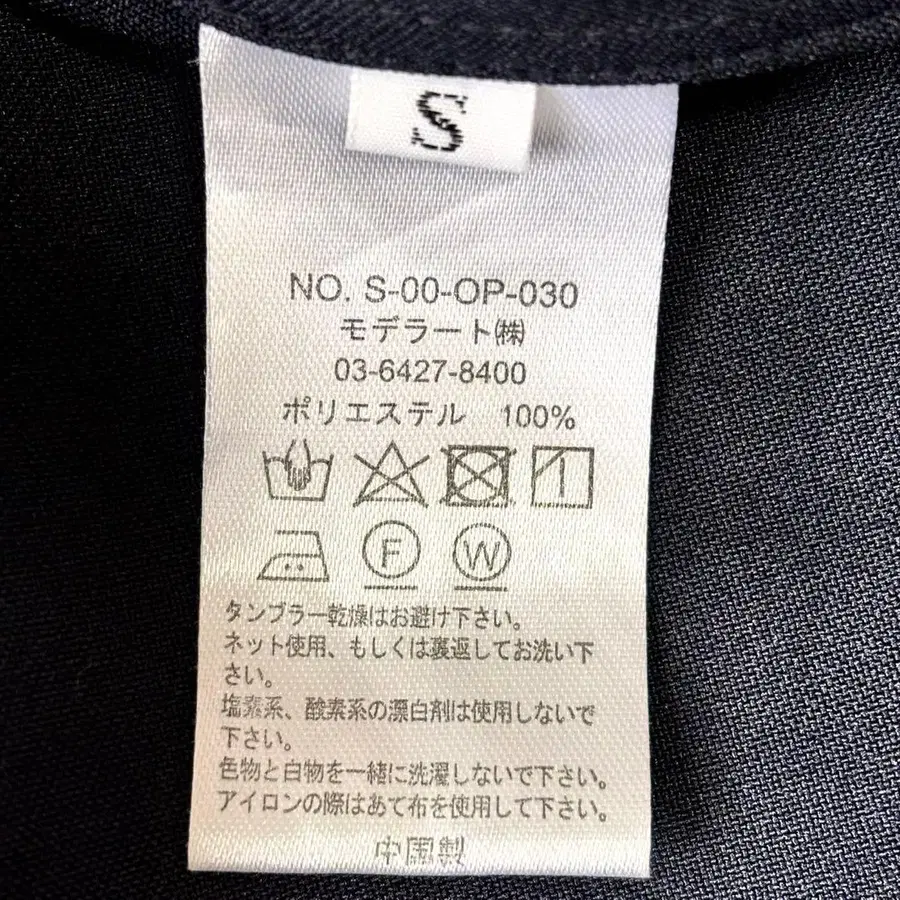 S
NO. S-00-OP-030
モデラート㈱
03-6427-8400
ポリエステル 100%
F W
タンブラー乾燥はお避け下さい。
ネット使用、もしくは裏返してお洗い下
さい。
塩素系、酸素系の漂白剤は使用しないで
下さい。
色物と白物を一緒に洗濯しないで下さい。
アイロンの際はあて布を使用して下さい。
中国製